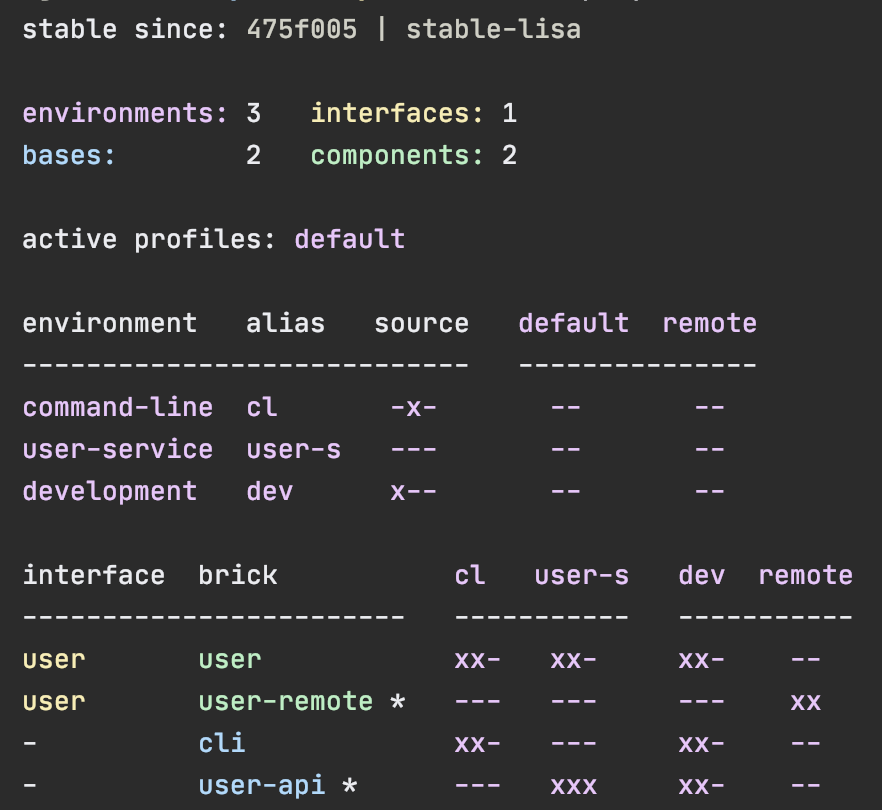 stable since: 475f005 | stable-lisa
environments: 3   interfaces: 1
bases:        2   components: 2
active profiles: default
environment   alias   source   default  remote
----------------------------   ---------------
command-line  cl       -x-       --       --
user-service  user-s   ---       --       --
development   dev      x--       --       --
interface  brick           cl   user-s   dev  remote
------------------------   -----------   -----------
user       user            xx-   xx-     xx-    --
user       user-remote *   ---   ---     ---    xx
-          cli             xx-   ---     xx-    --
-          user-api *      ---   xxx     xx-    --